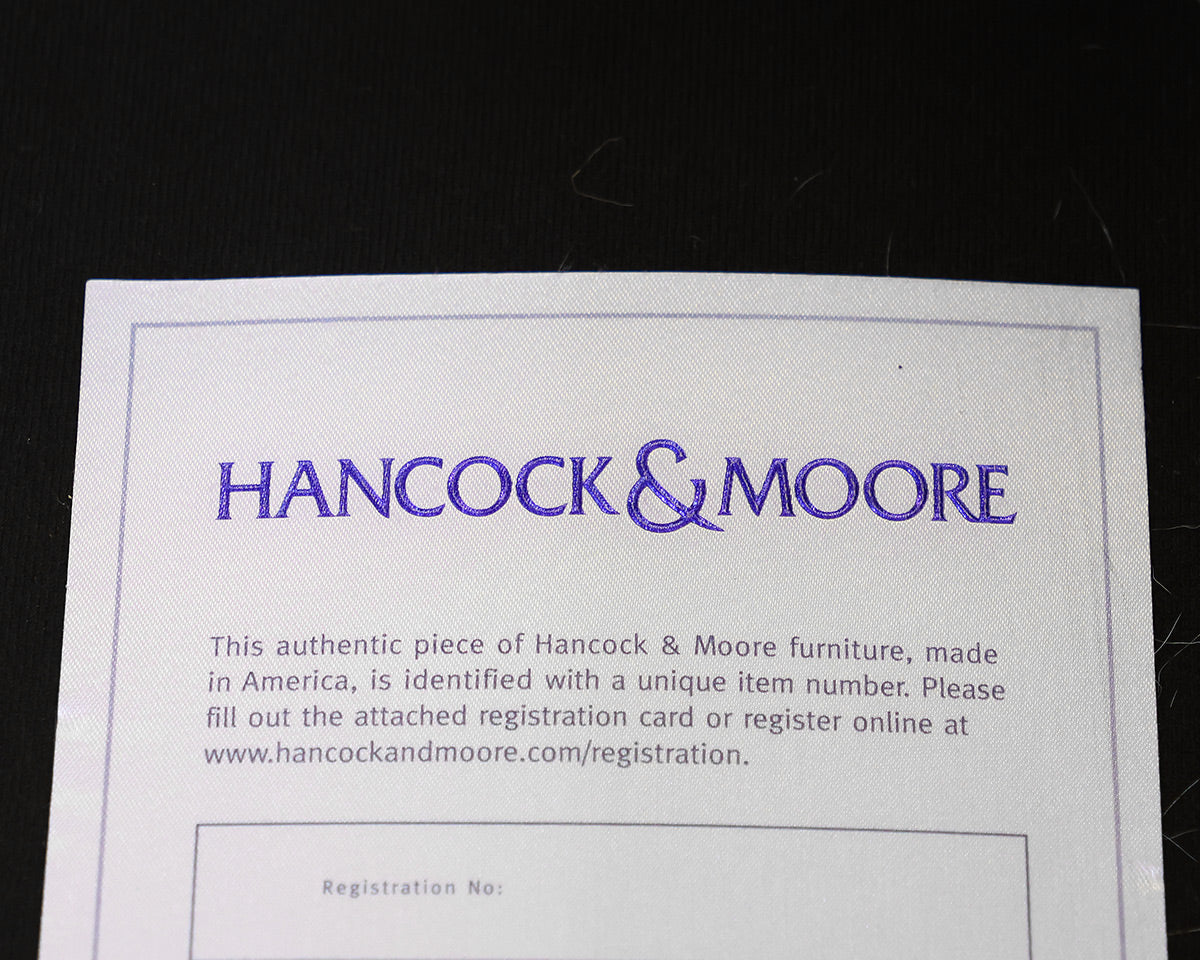 HANCOCK & MOORE
This authentic piece of Hancock & Moore furniture, made
in America, is identified with a unique item number. Please
fill out the attached registration card or register online at
www.hancockandmoore.com/registration.
Registration No: